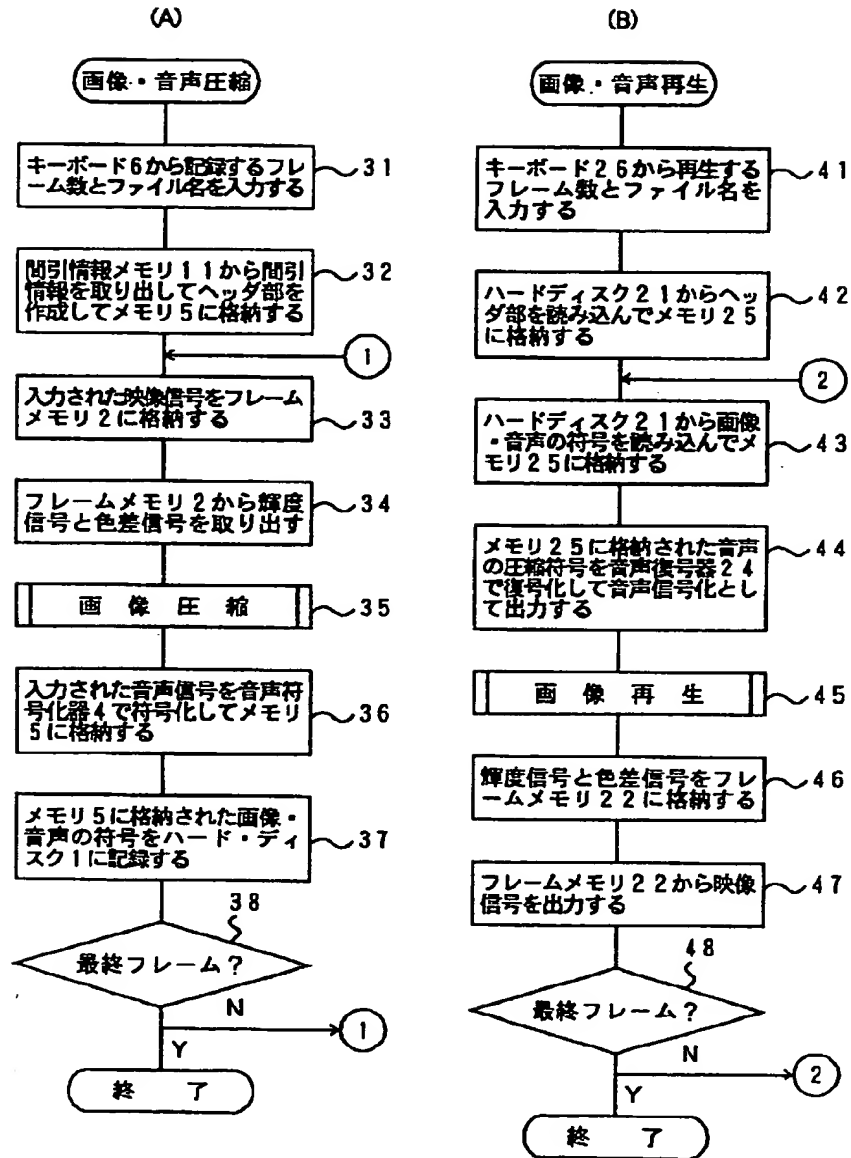 (A)
画像・音声圧縮
キーボード6から記録するフレ
ーム数とファイル名を入力する
31
間引情報メモリ11から間引
情報を取り出してヘッダ部を
作成してメモリ5に格納する
32
1
入力された映像信号をフレーム
メモリ2に格納する
33
フレームメモリ2から輝度
信号と色差信号を取り出す
34
画像圧縮
35
入力された音声信号を音声符
号化器4で符号化してメモリ
5に格納する
36
メモリ5に格納された画像・
音声の符号をハード・ディ
スク1に記録する
37
38
最終フレーム?
N
1
Y
終了
(B)
画像・音声再生
キーボード26から再生する
フレーム数とファイル名を
入力する
41
ハードディスク21からヘッ
ダ部を読み込んでメモリ25
に格納する
42
2
ハードディスク21から画像
・音声の符号を読み込んでメ
モリ25に格納する
43
メモリ25に格納された音声
の圧縮符号を音声復号器24
で復号化して音声信号化とし
て出力する
44
画像再生
45
輝度信号と色差信号をフレー
ムメモリ22に格納する
46
フレームメモリ22から映像
信号を出力する
47
48
最終フレーム?
N
2
Y
終了